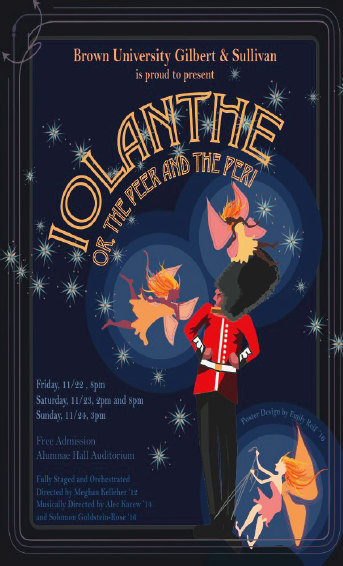 Brown University Gilbert & Sullivan
is proud to present
IOLANTHE
OR THE PEER AND THE PERI
Friday, 11/22 , 8pm
Saturday, 11/23, 2pm and 8pm
Sunday, 11/24, 3pm
Free Admission
Alumnae Hall Auditorium
Fully Staged and Orchestrated
Directed by Meghan Kelleher '12
Musically Directed by Alec Kacew '14
and Solomon Goldstein-Rose '16
Poster Design by Emily Reif '16